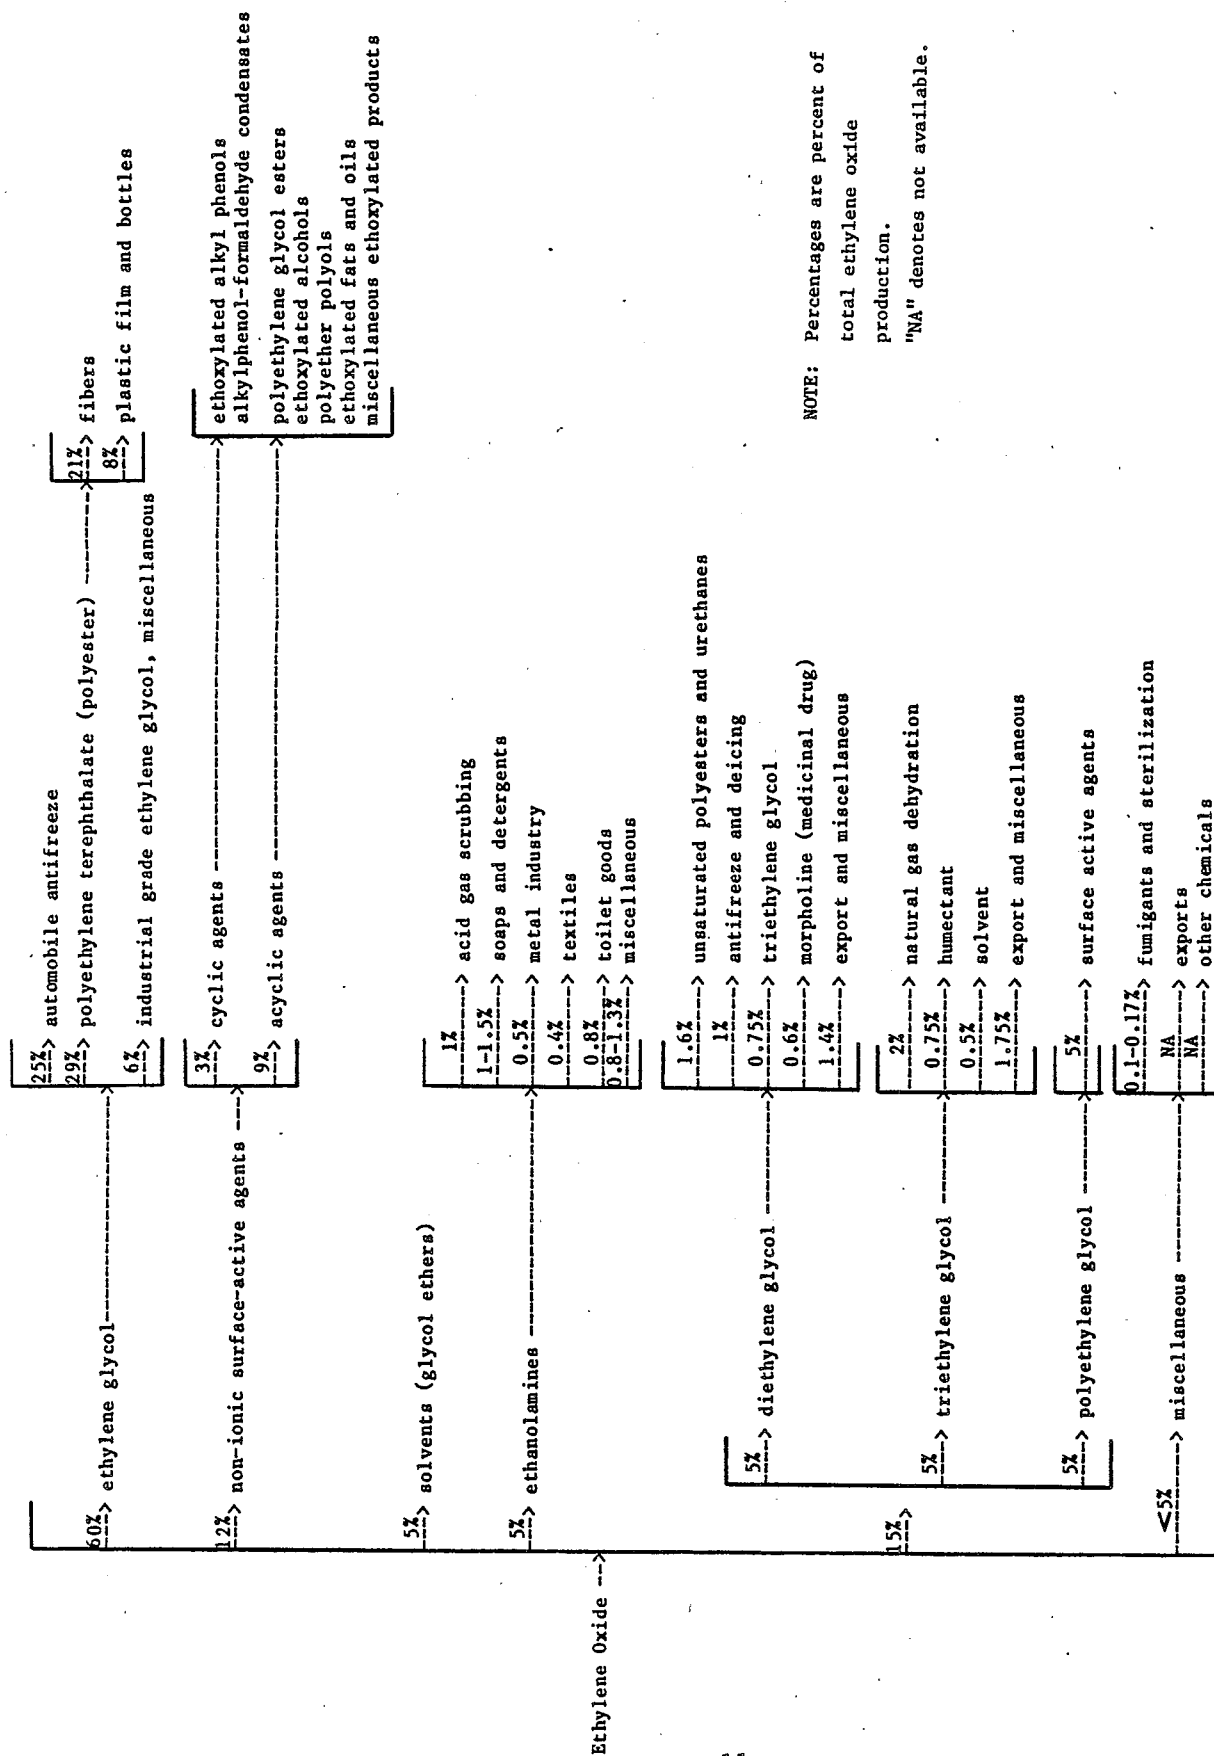 Ethylene Oxide -->
60% ethylene glycol
25% automobile antifreeze
29% polyethylene terephthalate (polyester)
21% fibers
8% plastic film and bottles
6% industrial grade ethylene glycol, miscellaneous
12% non-ionic surface-active agents
3% cyclic agents
9% acyclic agents
ethoxylated alkyl phenols
alkylphenol-formaldehyde condensates
polyethylene glycol esters
ethoxylated alcohols
polyether polyols
ethoxylated fats and oils
miscellaneous ethoxylated products
5% solvents (glycol ethers)
5% ethanolamines
1% acid gas scrubbing
1-1.5% soaps and detergents
0.5% metal industry
0.4% textiles
0.8% toilet goods
0.8-1.3% miscellaneous
15%
5% diethylene glycol
1.6% unsaturated polyesters and urethanes
1% antifreeze and deicing
0.75% triethylene glycol
0.6% morpholine (medicinal drug)
1.4% export and miscellaneous
5% triethylene glycol
2% natural gas dehydration
0.75% humectant
0.5% solvent
1.75% export and miscellaneous
5% polyethylene glycol
5% surface active agents
<5% miscellaneous
0.1-0.17% fumigants and sterilization
NA exports
NA other chemicals
NOTE: Percentages are percent of
total ethylene oxide
production.
"NA" denotes not available.